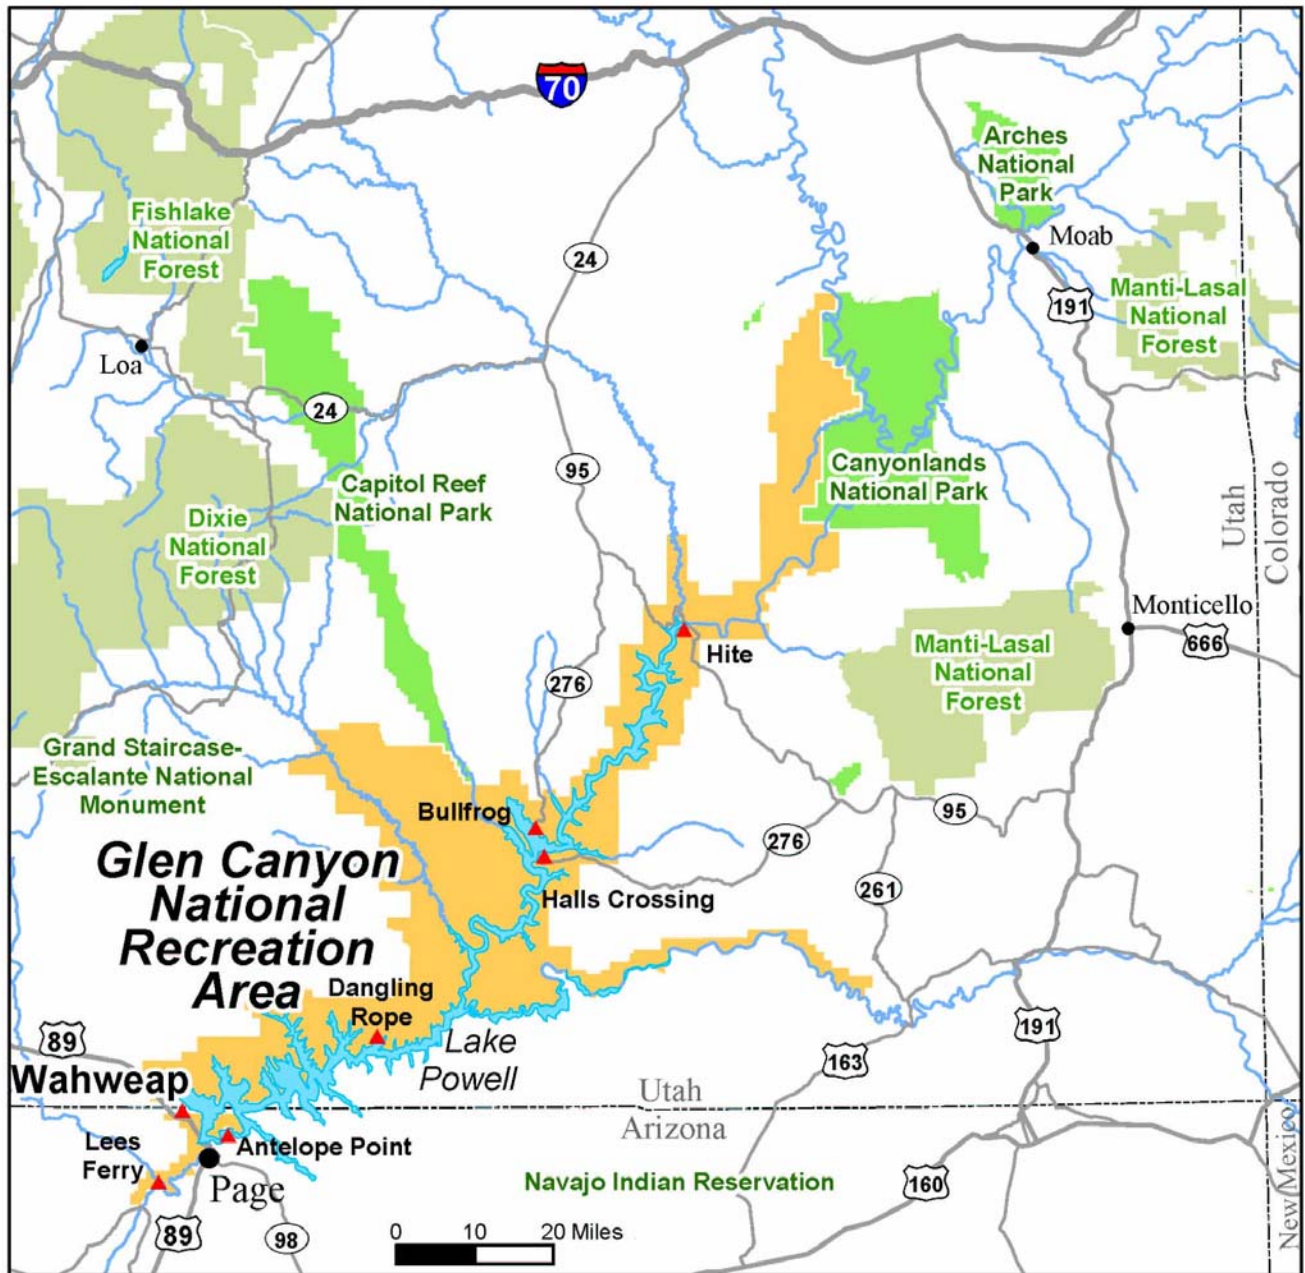 70
Arches
National
Park
Fishlake
National
Forest
Moab
24
191
Manti-Lasal
National
Forest
Loa
24
95
Canyonlands
National Park
Capitol Reef
National Park
Utah
Colorado
Dixie
National
Forest
Monticello
666
Manti-Lasal
National
Forest
Hite
276
Grand Staircase-
Escalante National
Monument
Bullfrog
95
276
Glen Canyon
National
Recreation
Area
261
Halls Crossing
Dangling
Rope
89
191
Lake
Powell
163
Wahweap
Utah
Arizona
Lees
Ferry
Antelope Point
Page
Navajo Indian Reservation
160
New Mexico
89
98
0 10 20 Miles